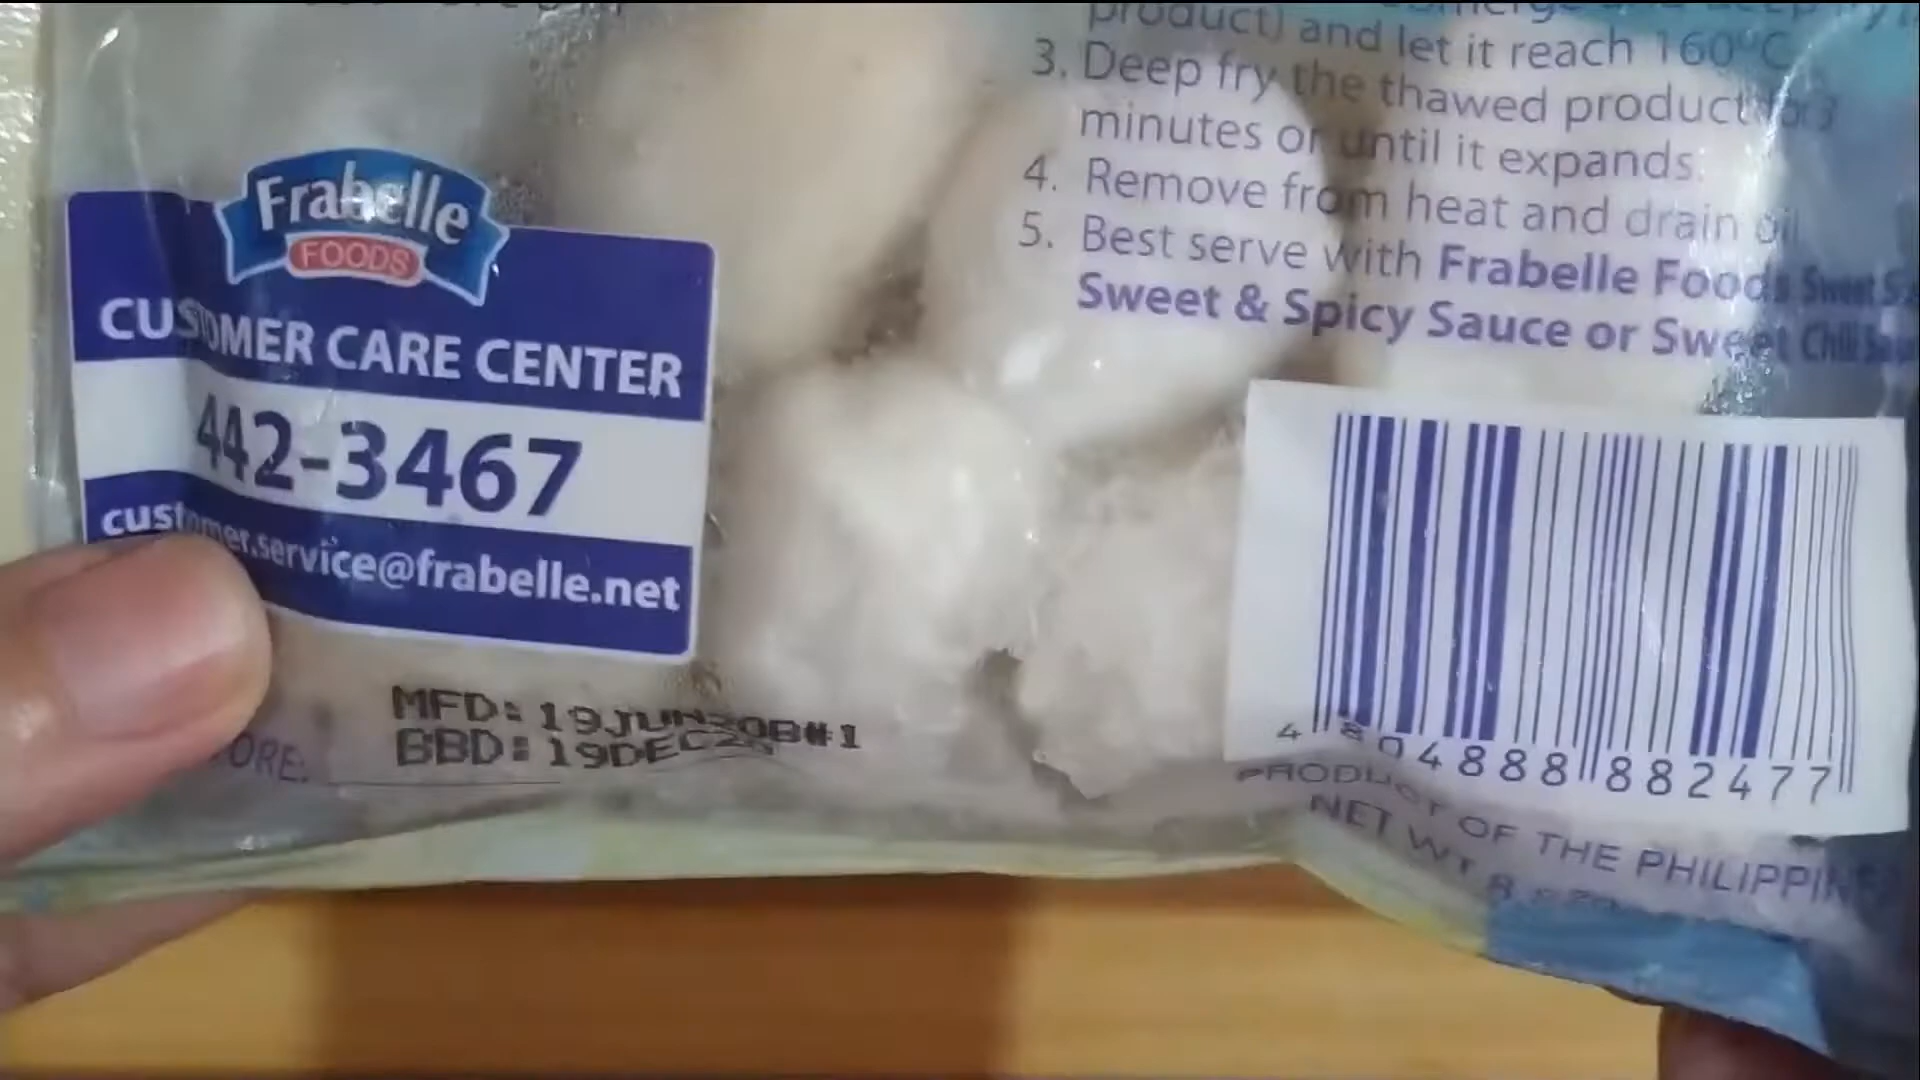 product) and let it reach 160°C
3. Deep fry the thawed product for 3
minutes or until it expands.
4. Remove from heat and drain oil
5. Best serve with Frabelle Foods Sweet
Sweet & Spicy Sauce or Sweet Chili
Frabelle
FOODS
CUSTOMER CARE CENTER
442-3467
customer.service@frabelle.net
MFD: 19JUN20B#1
BBD: 19DEC20
ORE:
4 804888 882477
PRODUCT OF THE PHILIPPINES
NET WT